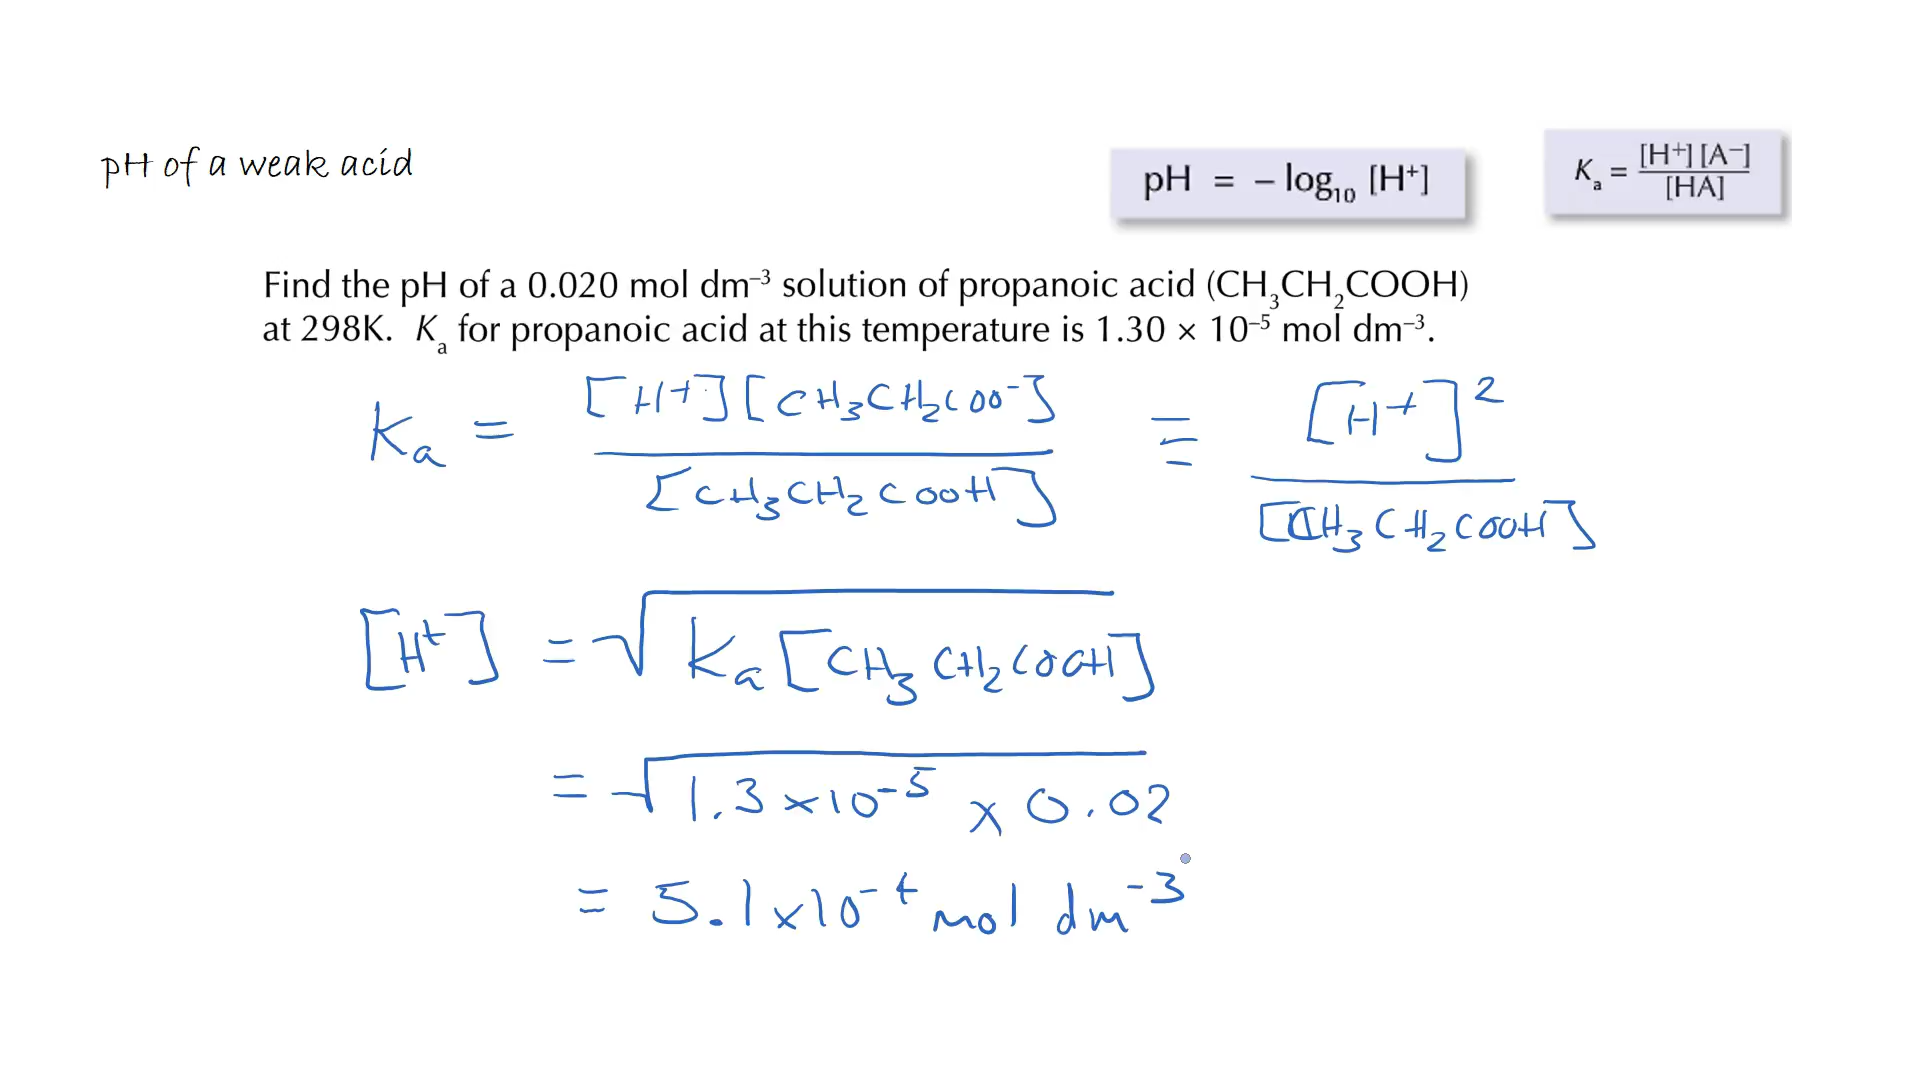 pH of a weak acid
pH = – log₁₀ [H⁺]
Kₐ = [H⁺] [A⁻] / [HA]
Find the pH of a 0.020 mol dm⁻³ solution of propanoic acid (CH₃CH₂COOH)
at 298K. Kₐ for propanoic acid at this temperature is 1.30 × 10⁻⁵ mol dm⁻³.
Kₐ = [H⁺][CH₃CH₂COO⁻] / [CH₃CH₂COOH] ≡ [H⁺]² / [CH₃CH₂COOH]
[H⁺] = √Kₐ[CH₃CH₂COOH]
= √1.3 ×10⁻⁵ × 0.02
= 5.1 ×10⁻⁴ mol dm⁻³